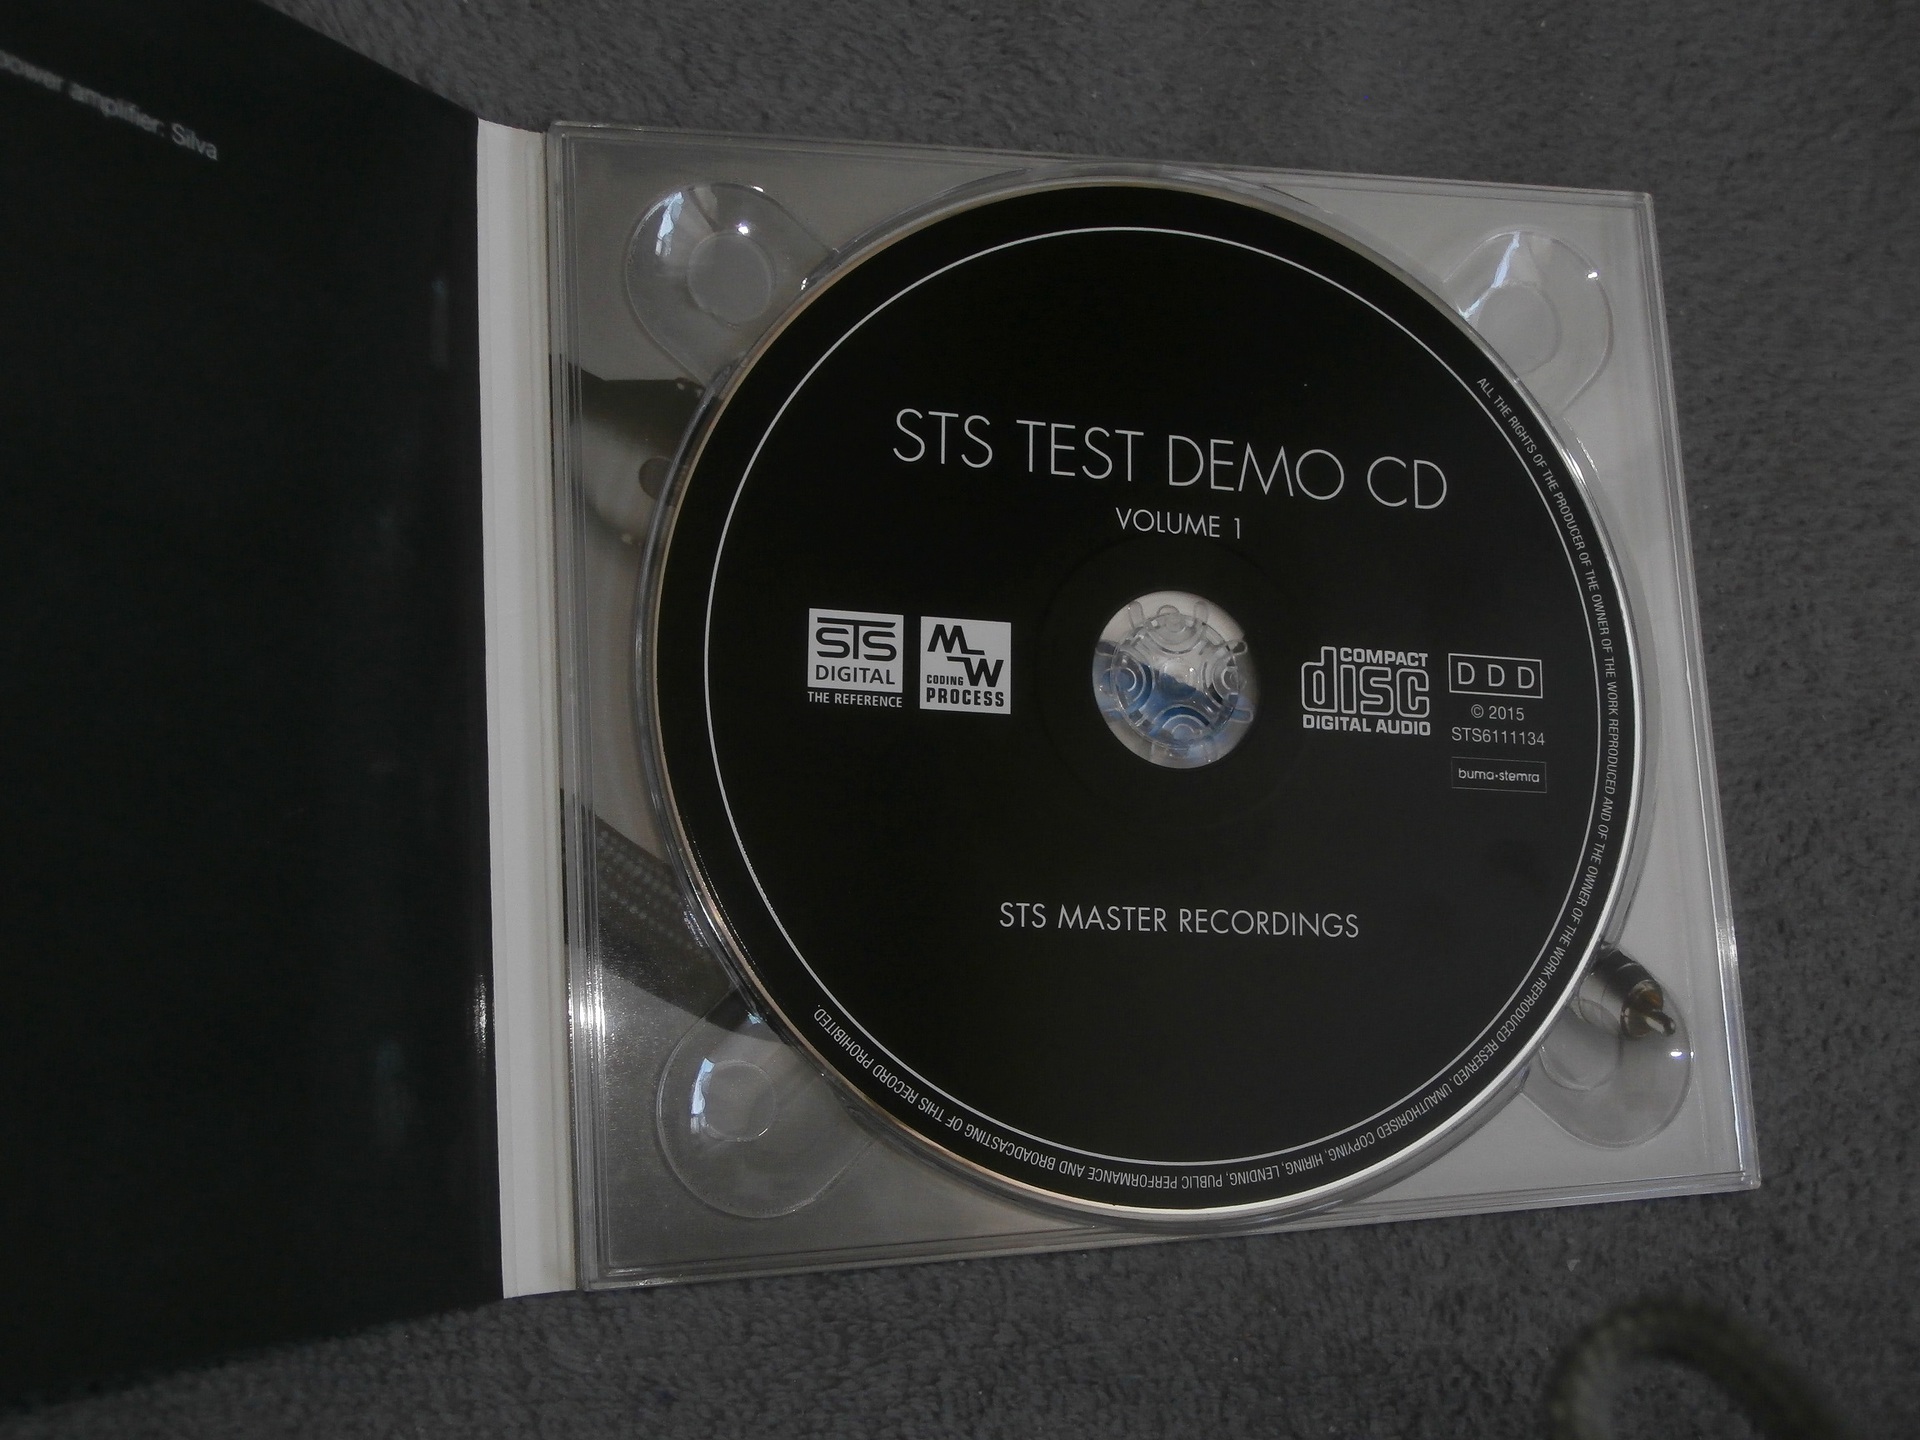 power amplifier: Silva
STS TEST DEMO CD
VOLUME 1
STS
DIGITAL
THE REFERENCE
MLW
CODING
PROCESS
COMPACT
disc
DIGITAL AUDIO
DDD
© 2015
STS6111134
buma•stemra
STS MASTER RECORDINGS
ALL THE RIGHTS OF THE PRODUCER OF THE OWNER OF THE WORK REPRODUCED AND OF THE OWNER OF THE WORK REPRODUCED RESERVED. UNAUTHORISED COPYING, HIRING, LENDING, PUBLIC PERFORMANCE AND BROADCASTING OF THIS RECORD PROHIBITED.